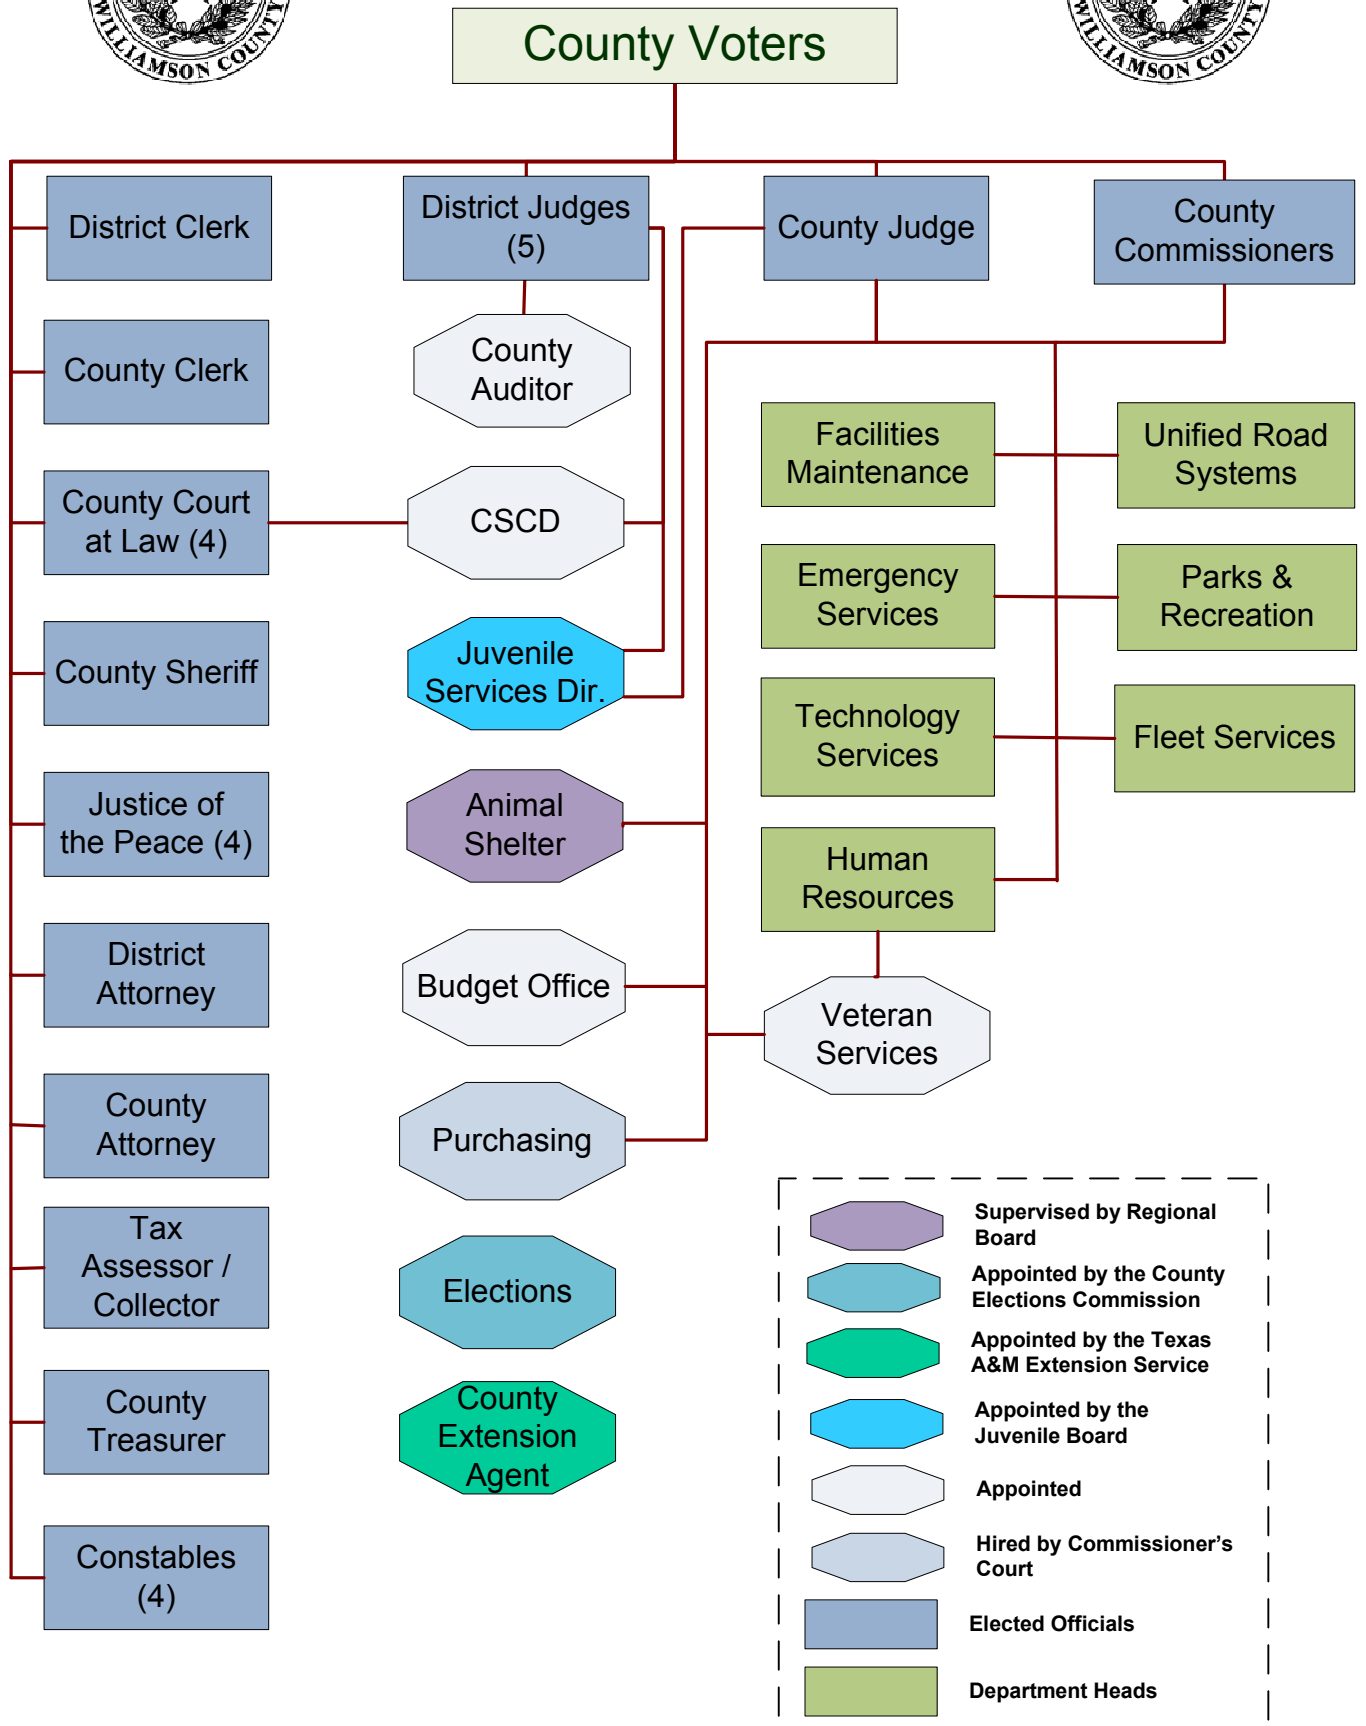 WILLIAMSON COUNTY
WILLIAMSON COUNTY
County Voters
District Clerk
District Judges
(5)
County Judge
County
Commissioners
County Clerk
County
Auditor
Facilities
Maintenance
Unified Road
Systems
County Court
at Law (4)
CSCD
Emergency
Services
Parks &
Recreation
County Sheriff
Juvenile
Services Dir.
Technology
Services
Fleet Services
Justice of
the Peace (4)
Animal
Shelter
Human
Resources
District
Attorney
Budget Office
Veteran
Services
County
Attorney
Purchasing
Tax
Assessor /
Collector
Elections
County
Treasurer
County
Extension
Agent
Constables
(4)
Supervised by Regional
Board
Appointed by the County
Elections Commission
Appointed by the Texas
A&M Extension Service
Appointed by the
Juvenile Board
Appointed
Hired by Commissioner's
Court
Elected Officials
Department Heads